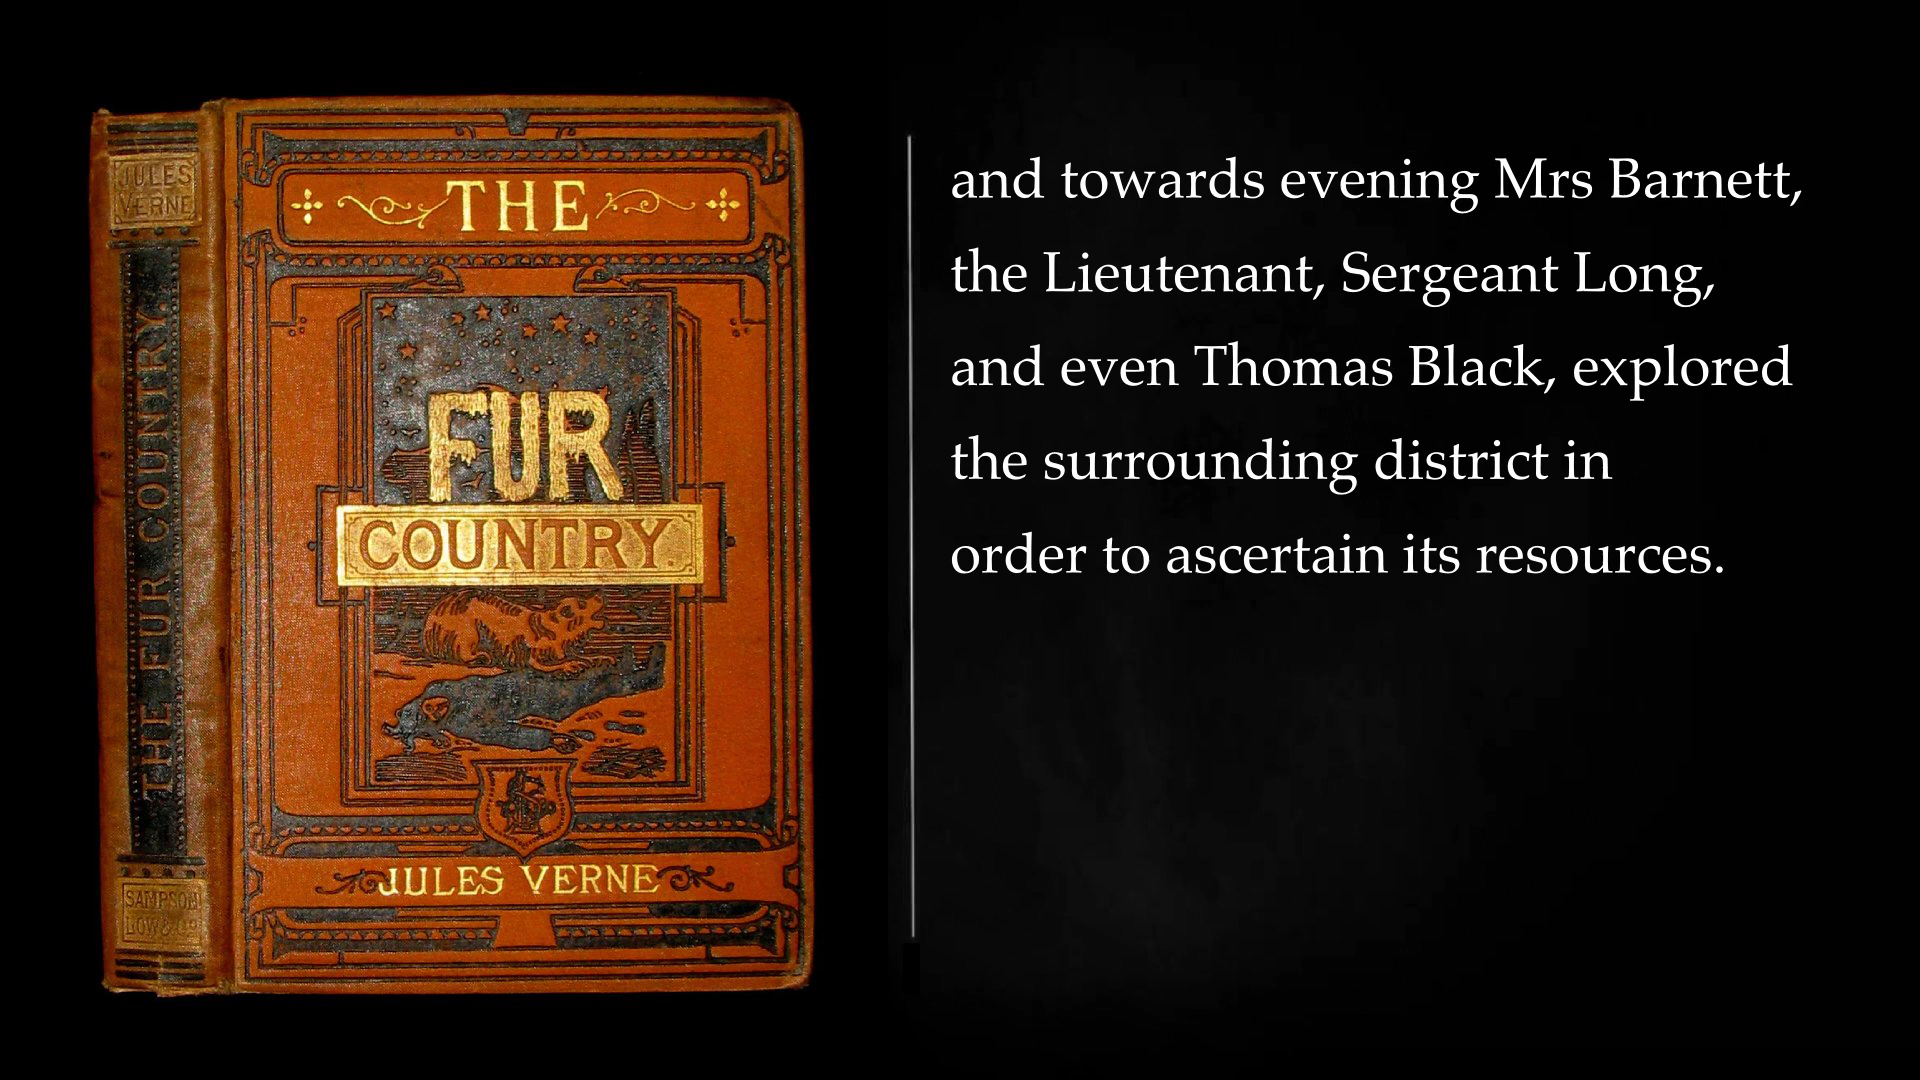 JULES
VERNE
THE FUR COUNTRY.
SAMPSON
LOW & Co
THE
FUR
COUNTRY.
JULES VERNE
and towards evening Mrs Barnett,
the Lieutenant, Sergeant Long,
and even Thomas Black, explored
the surrounding district in
order to ascertain its resources.